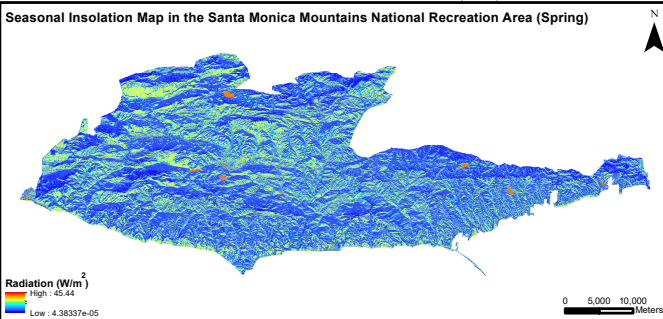 Seasonal Insolation Map in the Santa Monica Mountains National Recreation Area (Spring)
N
Radiation (W/m²)
High : 45.44
Low : 4.38337e-05
0 5,000 10,000
Meters